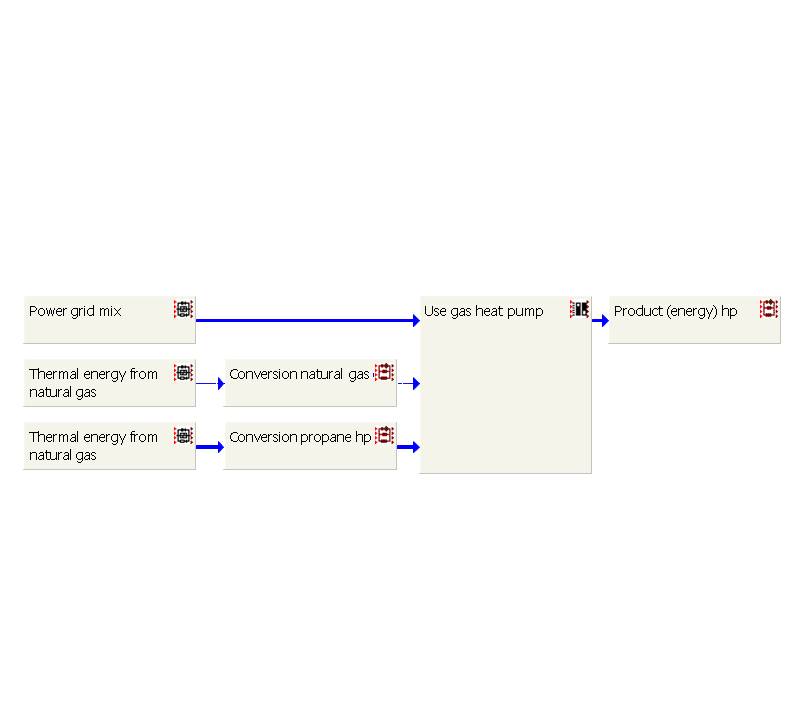 Power grid mix
Use gas heat pump
Product (energy) hp
Thermal energy from
natural gas
Conversion natural gas
Thermal energy from
natural gas
Conversion propane hp